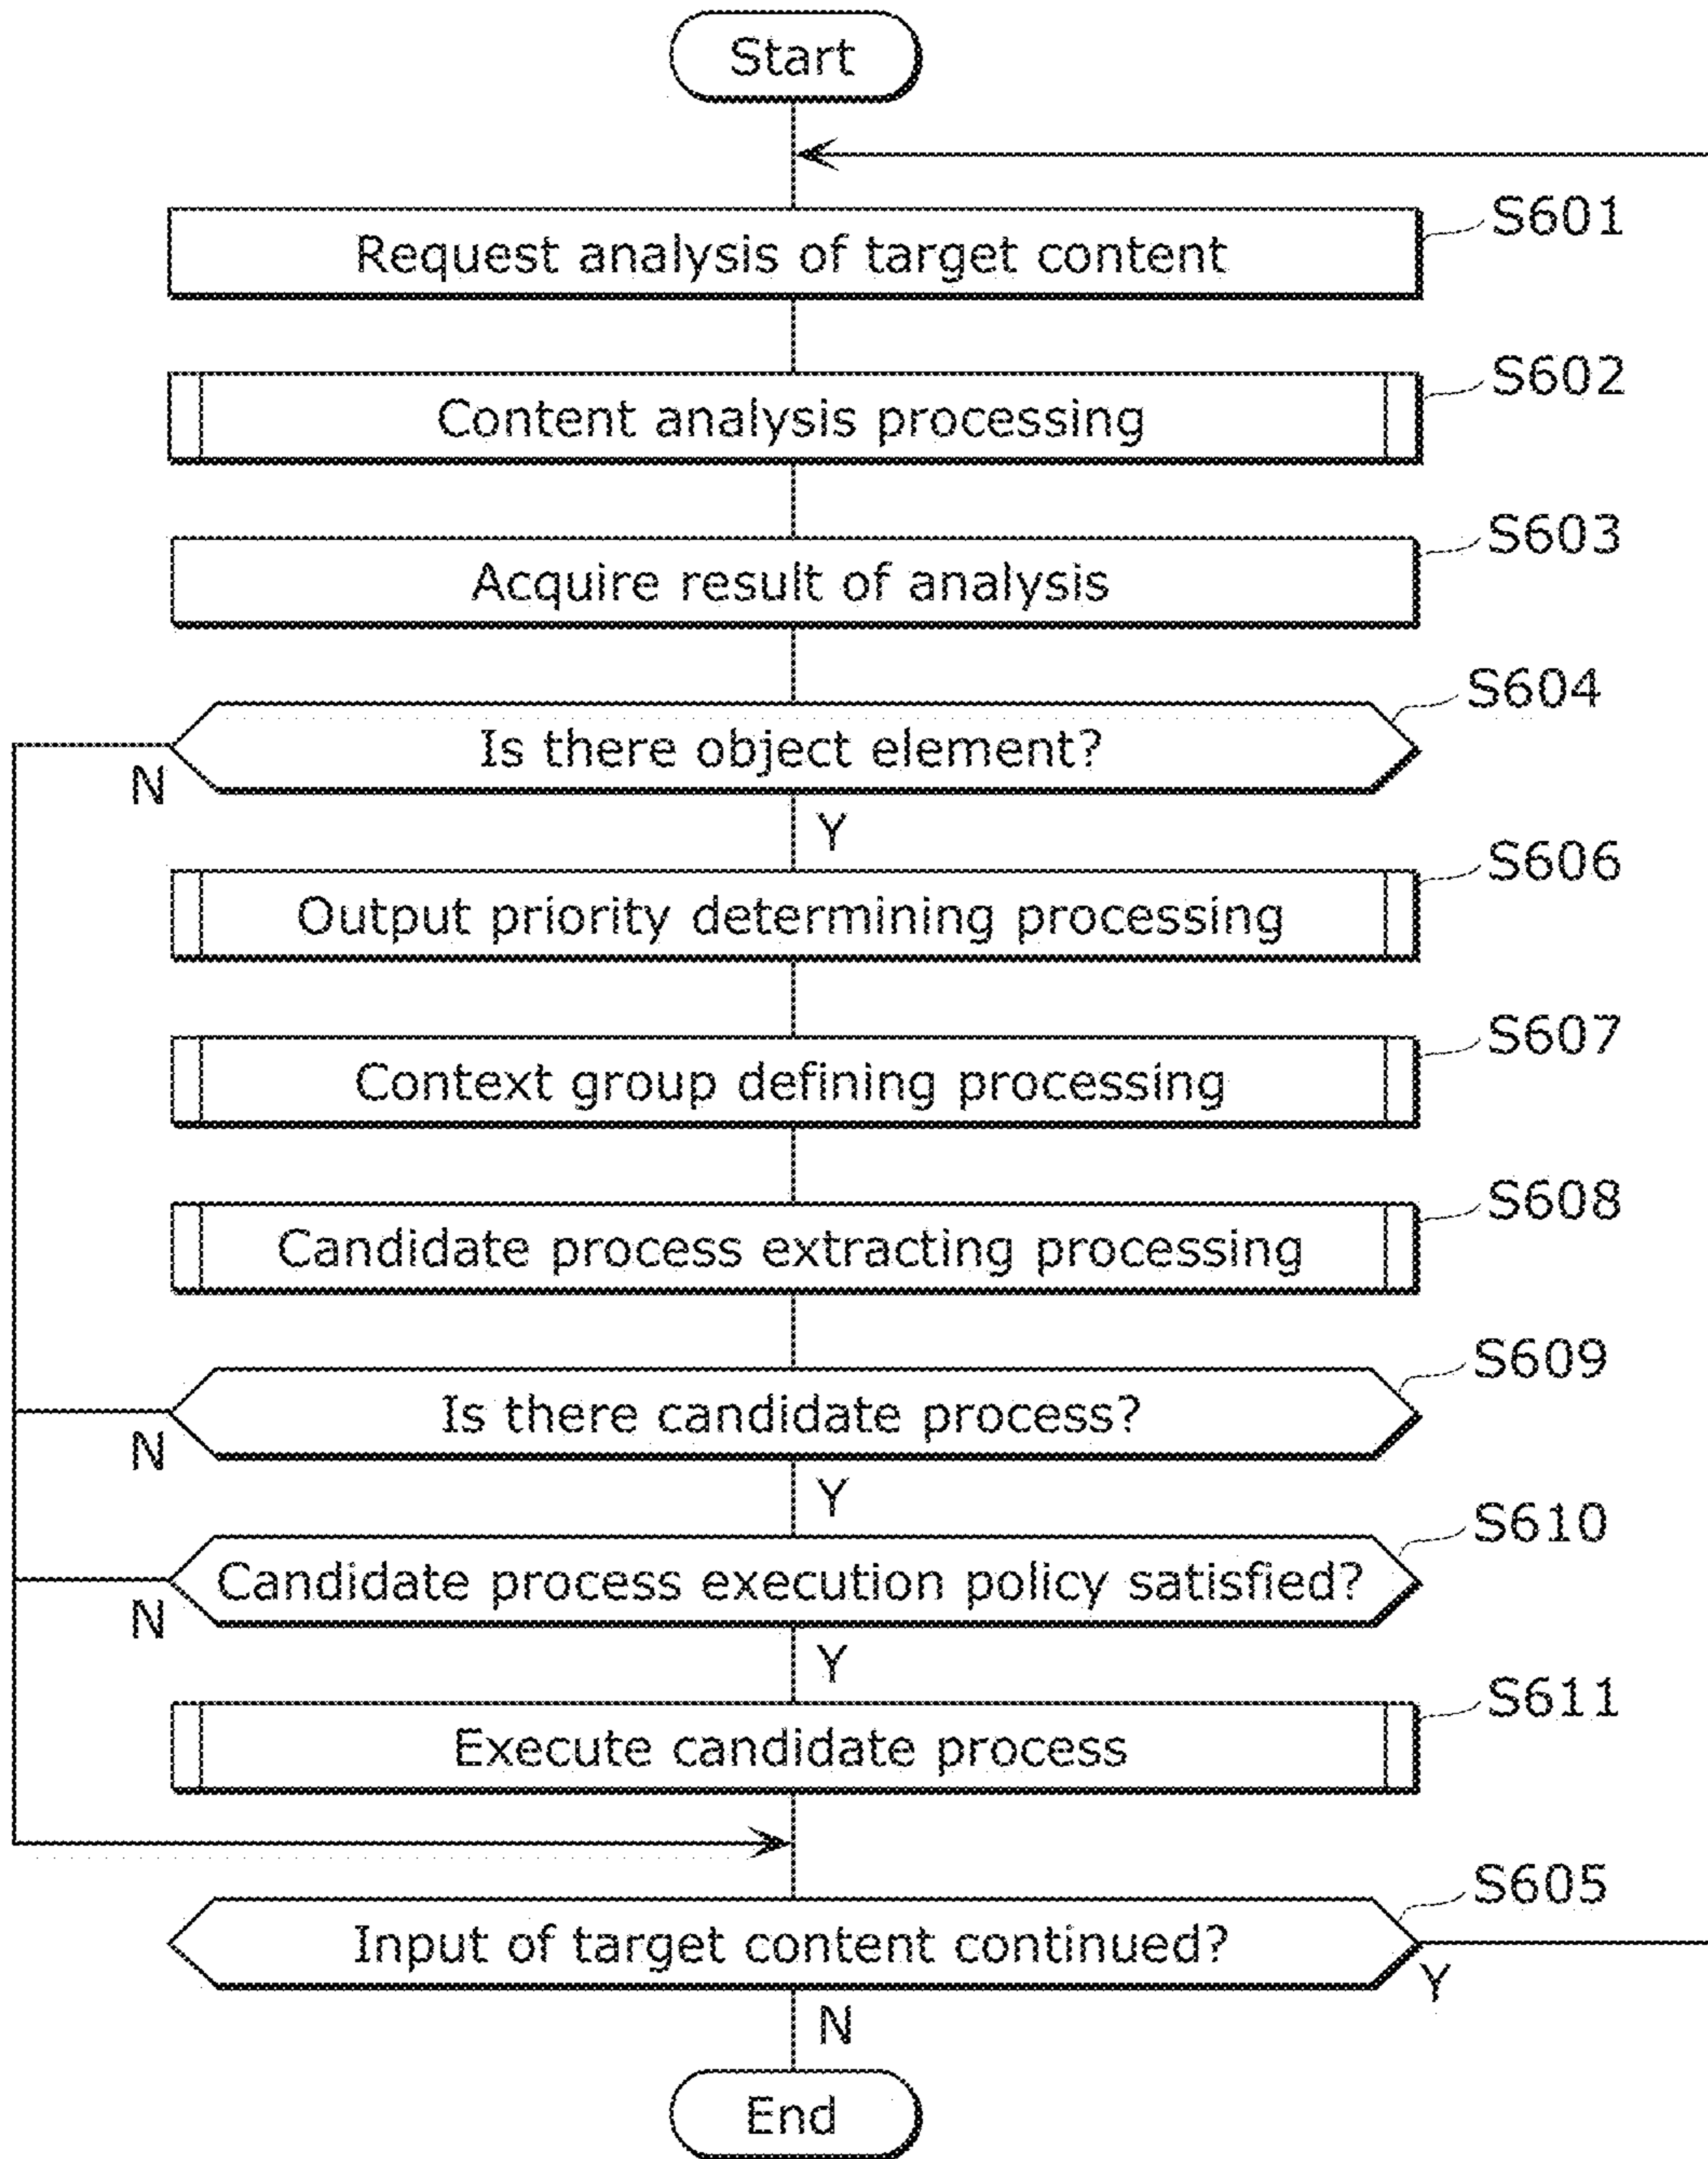 Start
S601
Request analysis of target content
S602
Content analysis processing
S603
Acquire result of analysis
S604
Is there object element?
N
Y
S606
Output priority determining processing
S607
Context group defining processing
S608
Candidate process extracting processing
S609
Is there candidate process?
N
Y
S610
Candidate process execution policy satisfied?
N
Y
S611
Execute candidate process
S605
Input of target content continued?
Y
N
End